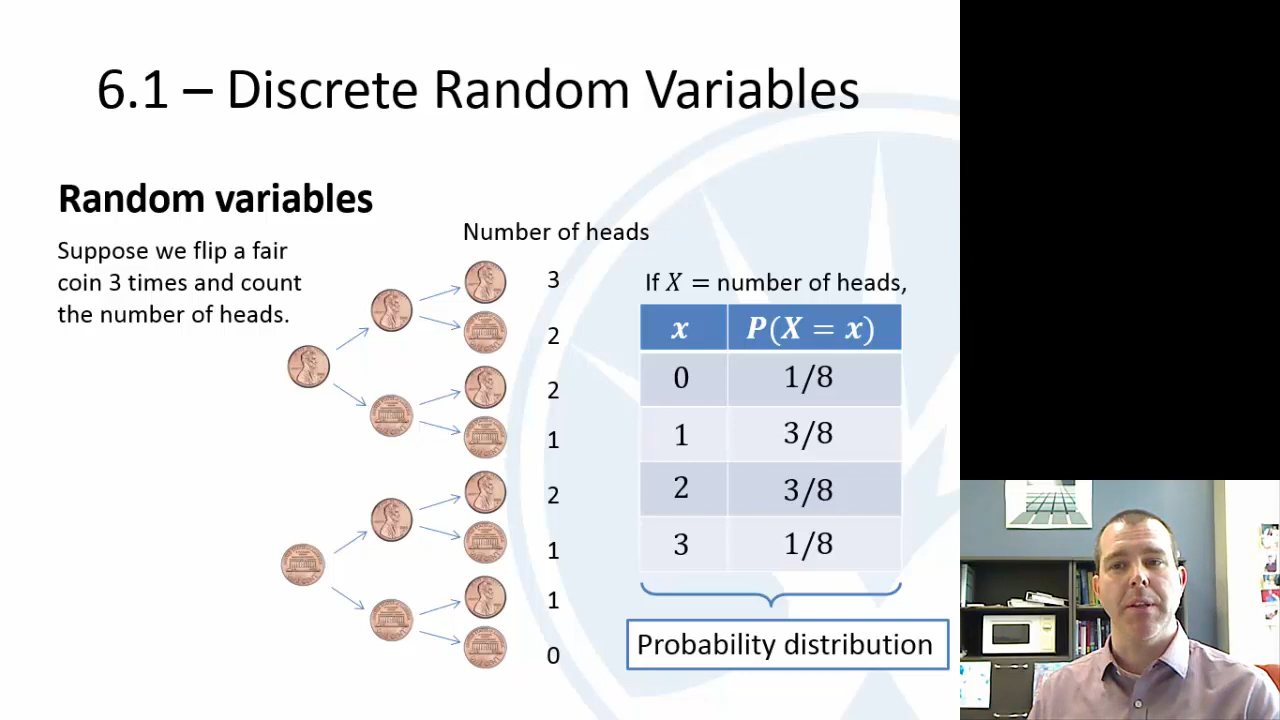 6.1 – Discrete Random Variables
Random variables
Suppose we flip a fair
coin 3 times and count
the number of heads.
Number of heads
3
2
2
1
2
1
1
0
If X = number of heads,
x P(X = x)
0 1/8
1 3/8
2 3/8
3 1/8
Probability distribution